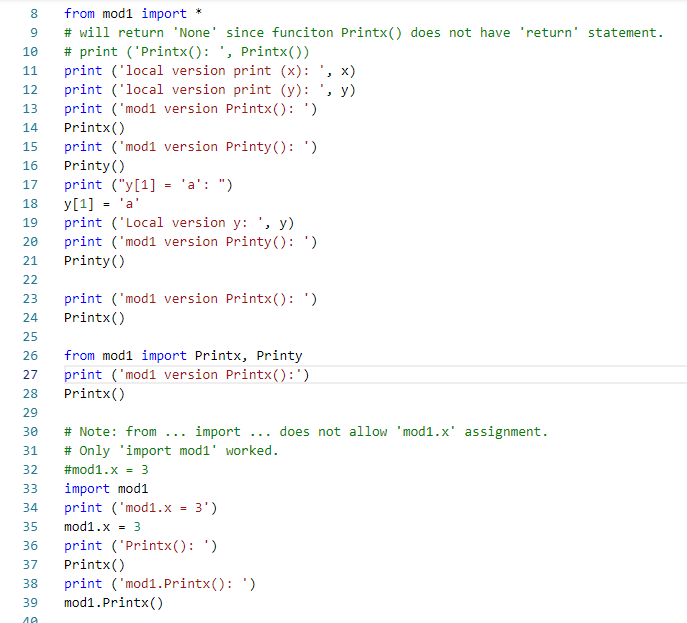 8 from mod1 import *
9 # will return 'None' since funciton Printx() does not have 'return' statement.
10 # print ('Printx(): ', Printx())
11 print ('local version print (x): ', x)
12 print ('local version print (y): ', y)
13 print ('mod1 version Printx(): ')
14 Printx()
15 print ('mod1 version Printy(): ')
16 Printy()
17 print ("y[1] = 'a': ")
18 y[1] = 'a'
19 print ('Local version y: ', y)
20 print ('mod1 version Printy(): ')
21 Printy()
22
23 print ('mod1 version Printx(): ')
24 Printx()
25
26 from mod1 import Printx, Printy
27 print ('mod1 version Printx():')
28 Printx()
29
30 # Note: from ... import ... does not allow 'mod1.x' assignment.
31 # Only 'import mod1' worked.
32 #mod1.x = 3
33 import mod1
34 print ('mod1.x = 3')
35 mod1.x = 3
36 print ('Printx(): ')
37 Printx()
38 print ('mod1.Printx(): ')
39 mod1.Printx()
40